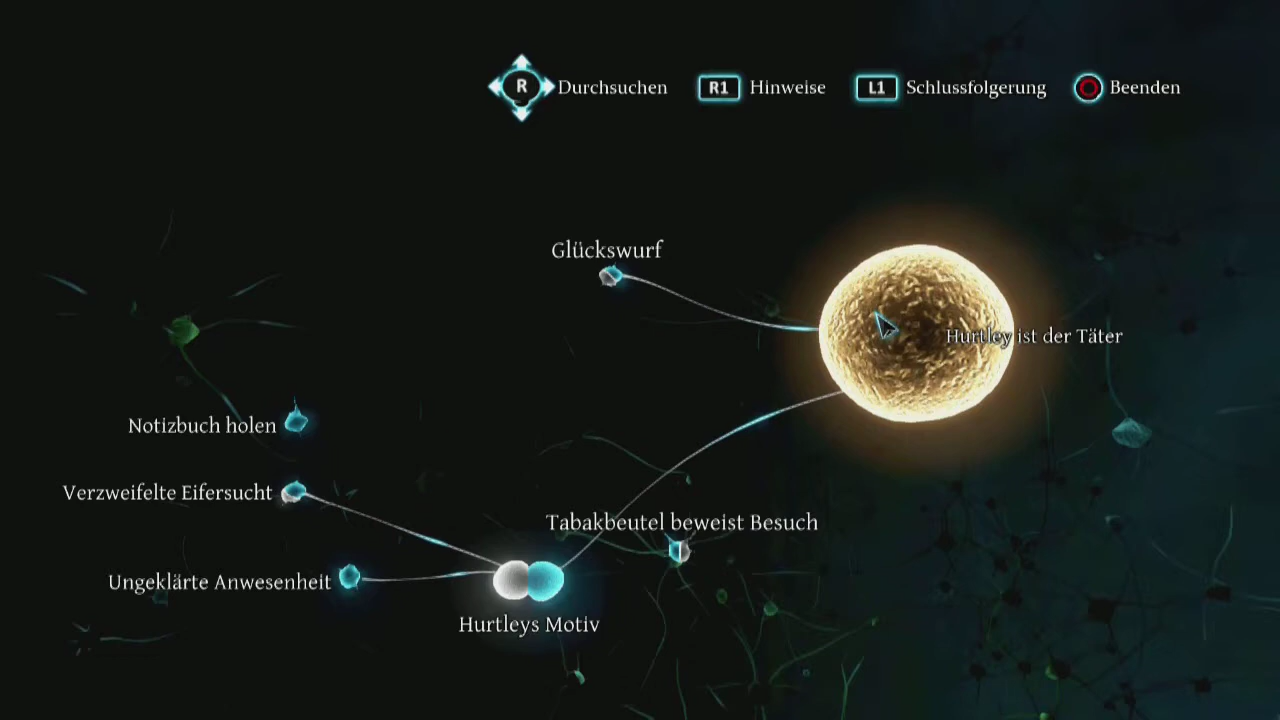 R Durchsuchen R1 Hinweise L1 Schlussfolgerung Beenden
Glückswurf
Hurtley ist der Täter
Notizbuch holen
Verzweifelte Eifersucht
Tabakbeutel beweist Besuch
Ungeklärte Anwesenheit
Hurtleys Motiv